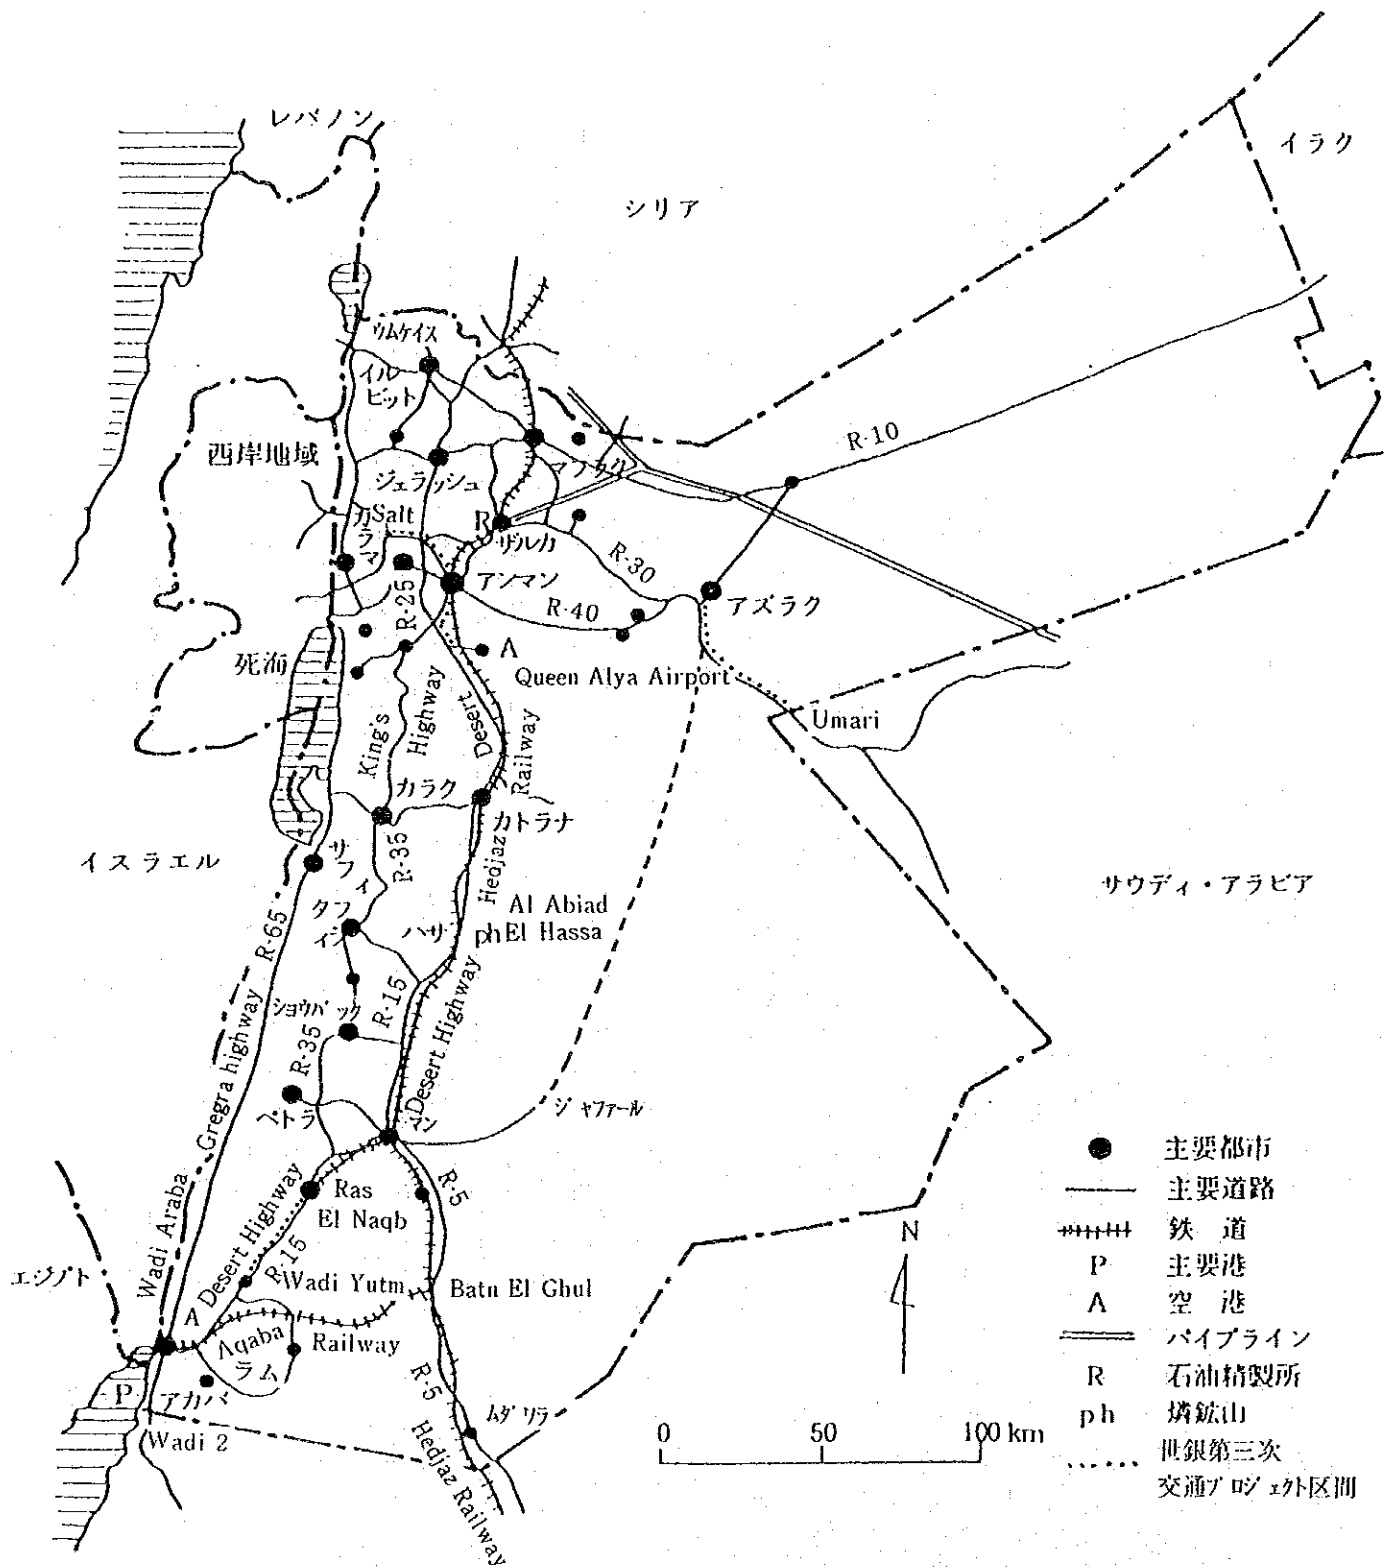 レバノン
イラク
シリア
ウムケイス
イル
ビット
R-10
西岸地域
ジェラッシュ
マフラク
Salt
カラマ
R
ザルカ
R-30
アンマン
R-25
R-40
アズラク
死海
A
Queen Alya Airport
Umari
King's
Highway
Desert
Railway
カラク
カトラナ
R-35
Hedjaz
イスラエル
サフィ
サウディ・アラビア
Al Abiad
タフ
ィラ
ハサ
ph El Hassa
R-65
R-15
Desert Highway
ショウバック
R-35
Gregra highway
ペトラ
マン
ジャファール
Ras
El Naqb
R-5
Wadi Araba
Desert Highway
R-15
エジプト
Wadi Yutm
Batn El Ghul
A
Aqaba
Railway
ラム
P
アカバ
Wadi 2
R-5
ムダワラ
Hedjaz Railway
N
0 50 100 km
主要都市
主要道路
鉄道
P 主要港
A 空港
パイプライン
R 石油精製所
ph 燐鉱山
世銀第三次
交通プロジェクト区間